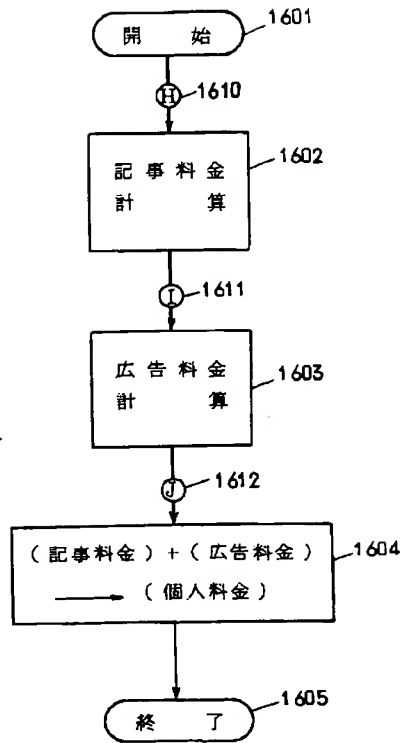 開始
1601
H
1610
記事料金
計算
1602
I
1611
広告料金
計算
1603
J
1612
(記事料金)+(広告料金)
→(個人料金)
1604
終了
1605